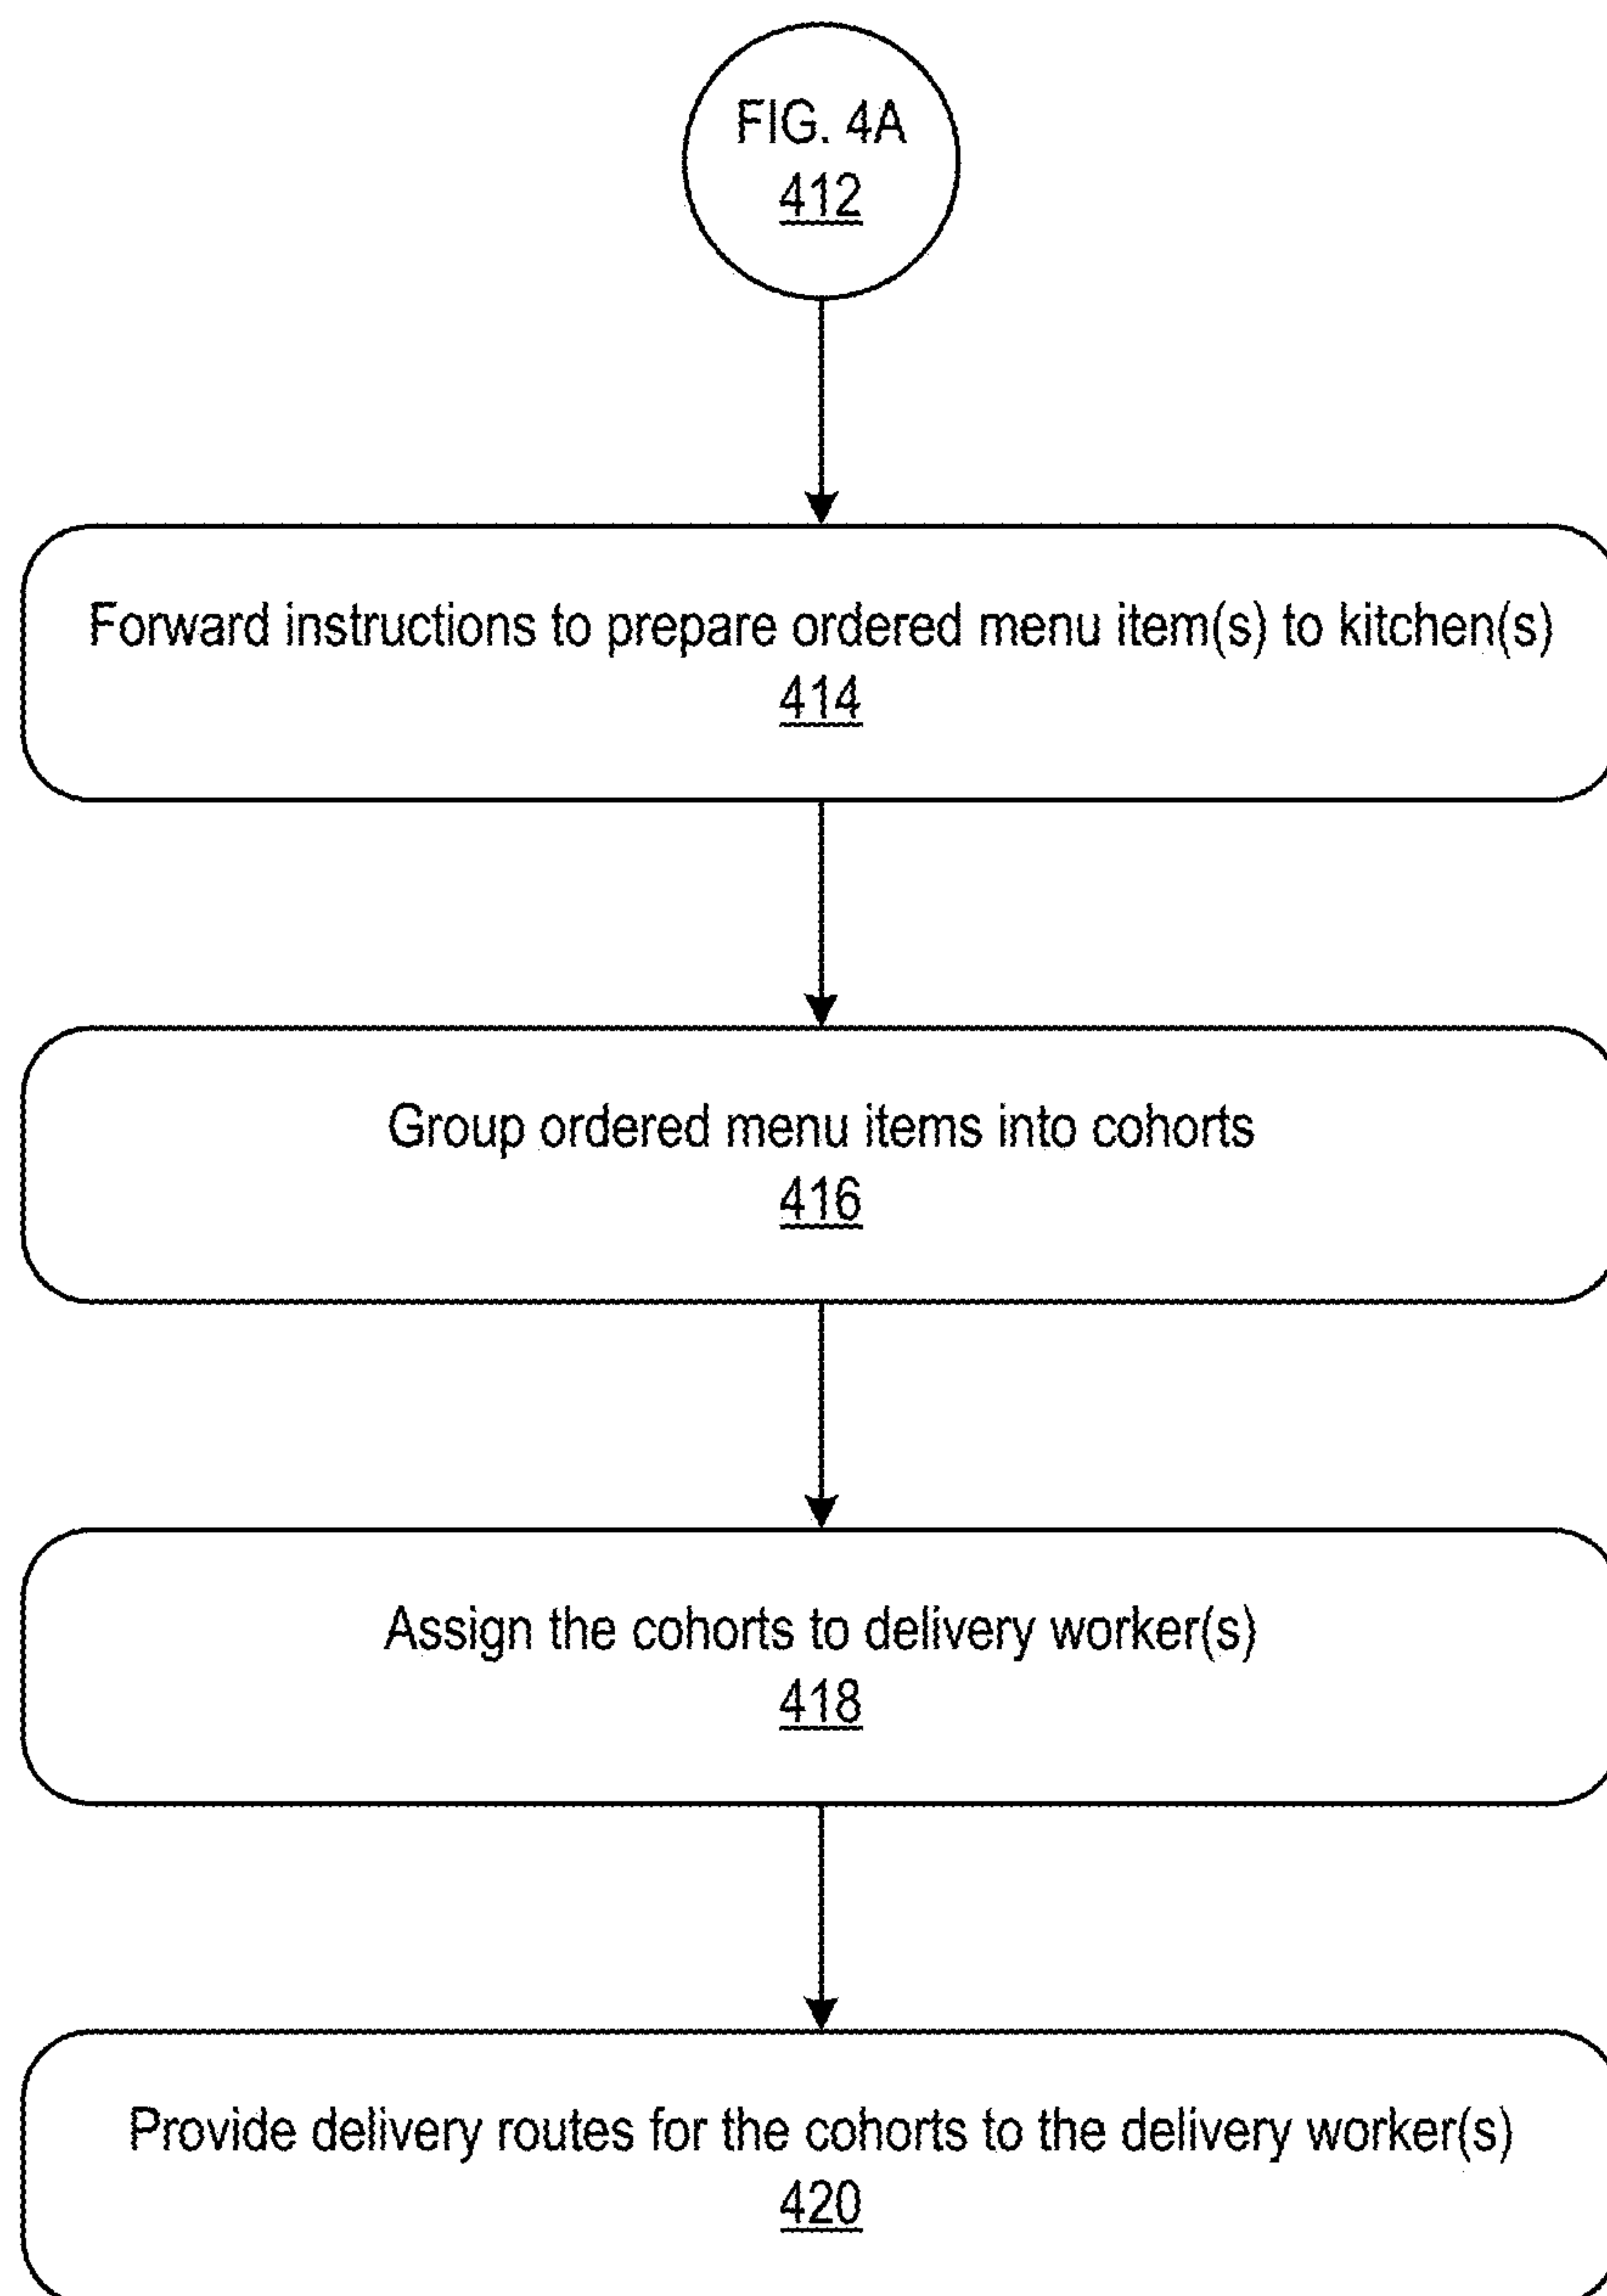 FIG. 4A
412
Forward instructions to prepare ordered menu item(s) to kitchen(s)
414
Group ordered menu items into cohorts
416
Assign the cohorts to delivery worker(s)
418
Provide delivery routes for the cohorts to the delivery worker(s)
420